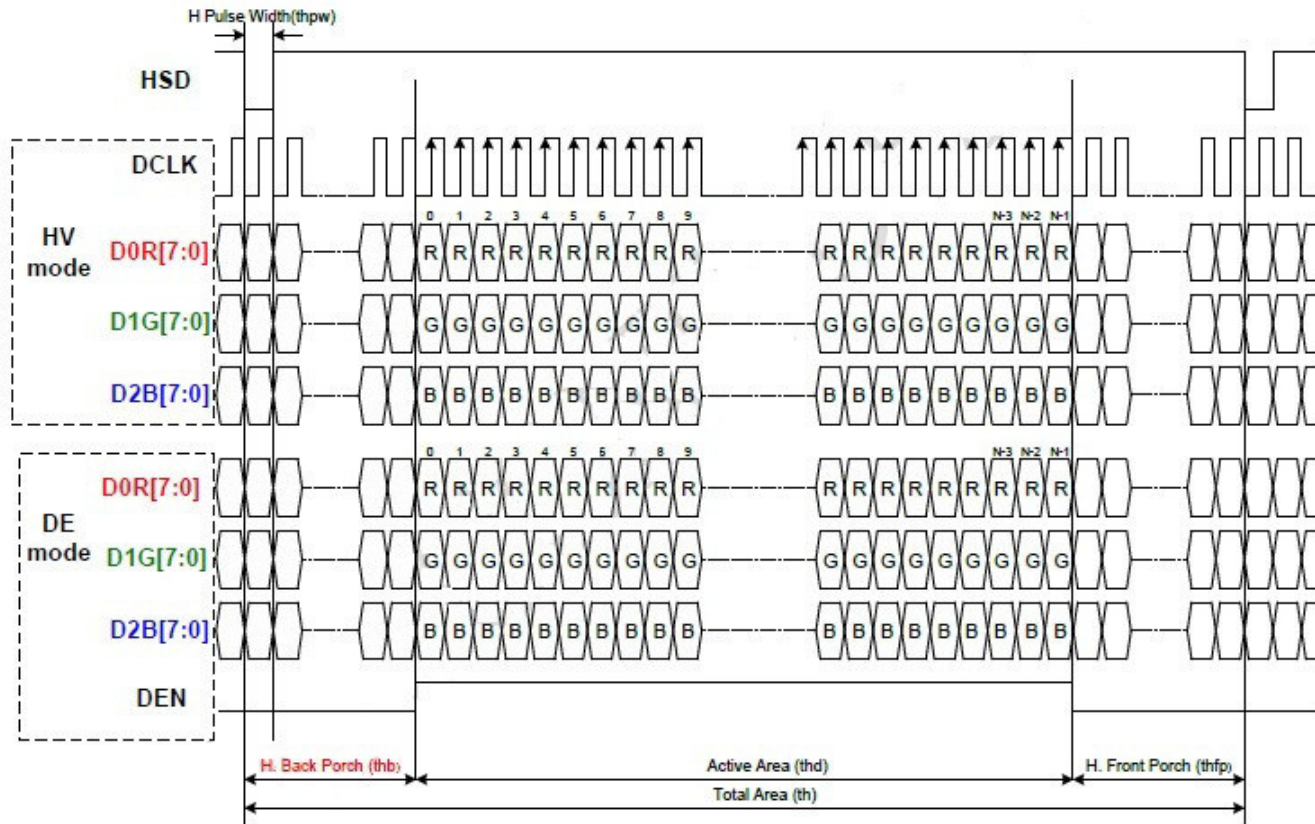 H Pulse Width(thpw)
HSD
DCLK
0 1 2 3 4 5 6 7 8 9 N-3 N-2 N-1
HV
mode
D0R[7:0] R R R R R R R R R R R R R R R R R R R
D1G[7:0] G G G G G G G G G G G G G G G G G G G
D2B[7:0] B B B B B B B B B B B B B B B B B B B
0 1 2 3 4 5 6 7 8 9 N-3 N-2 N-1
D0R[7:0] R R R R R R R R R R R R R R R R R R R
DE
mode
D1G[7:0] G G G G G G G G G G G G G G G G G G G
D2B[7:0] B B B B B B B B B B B B B B B B B B B
DEN
H. Back Porch (thb) Active Area (thd) H. Front Porch (thfp)
Total Area (th)